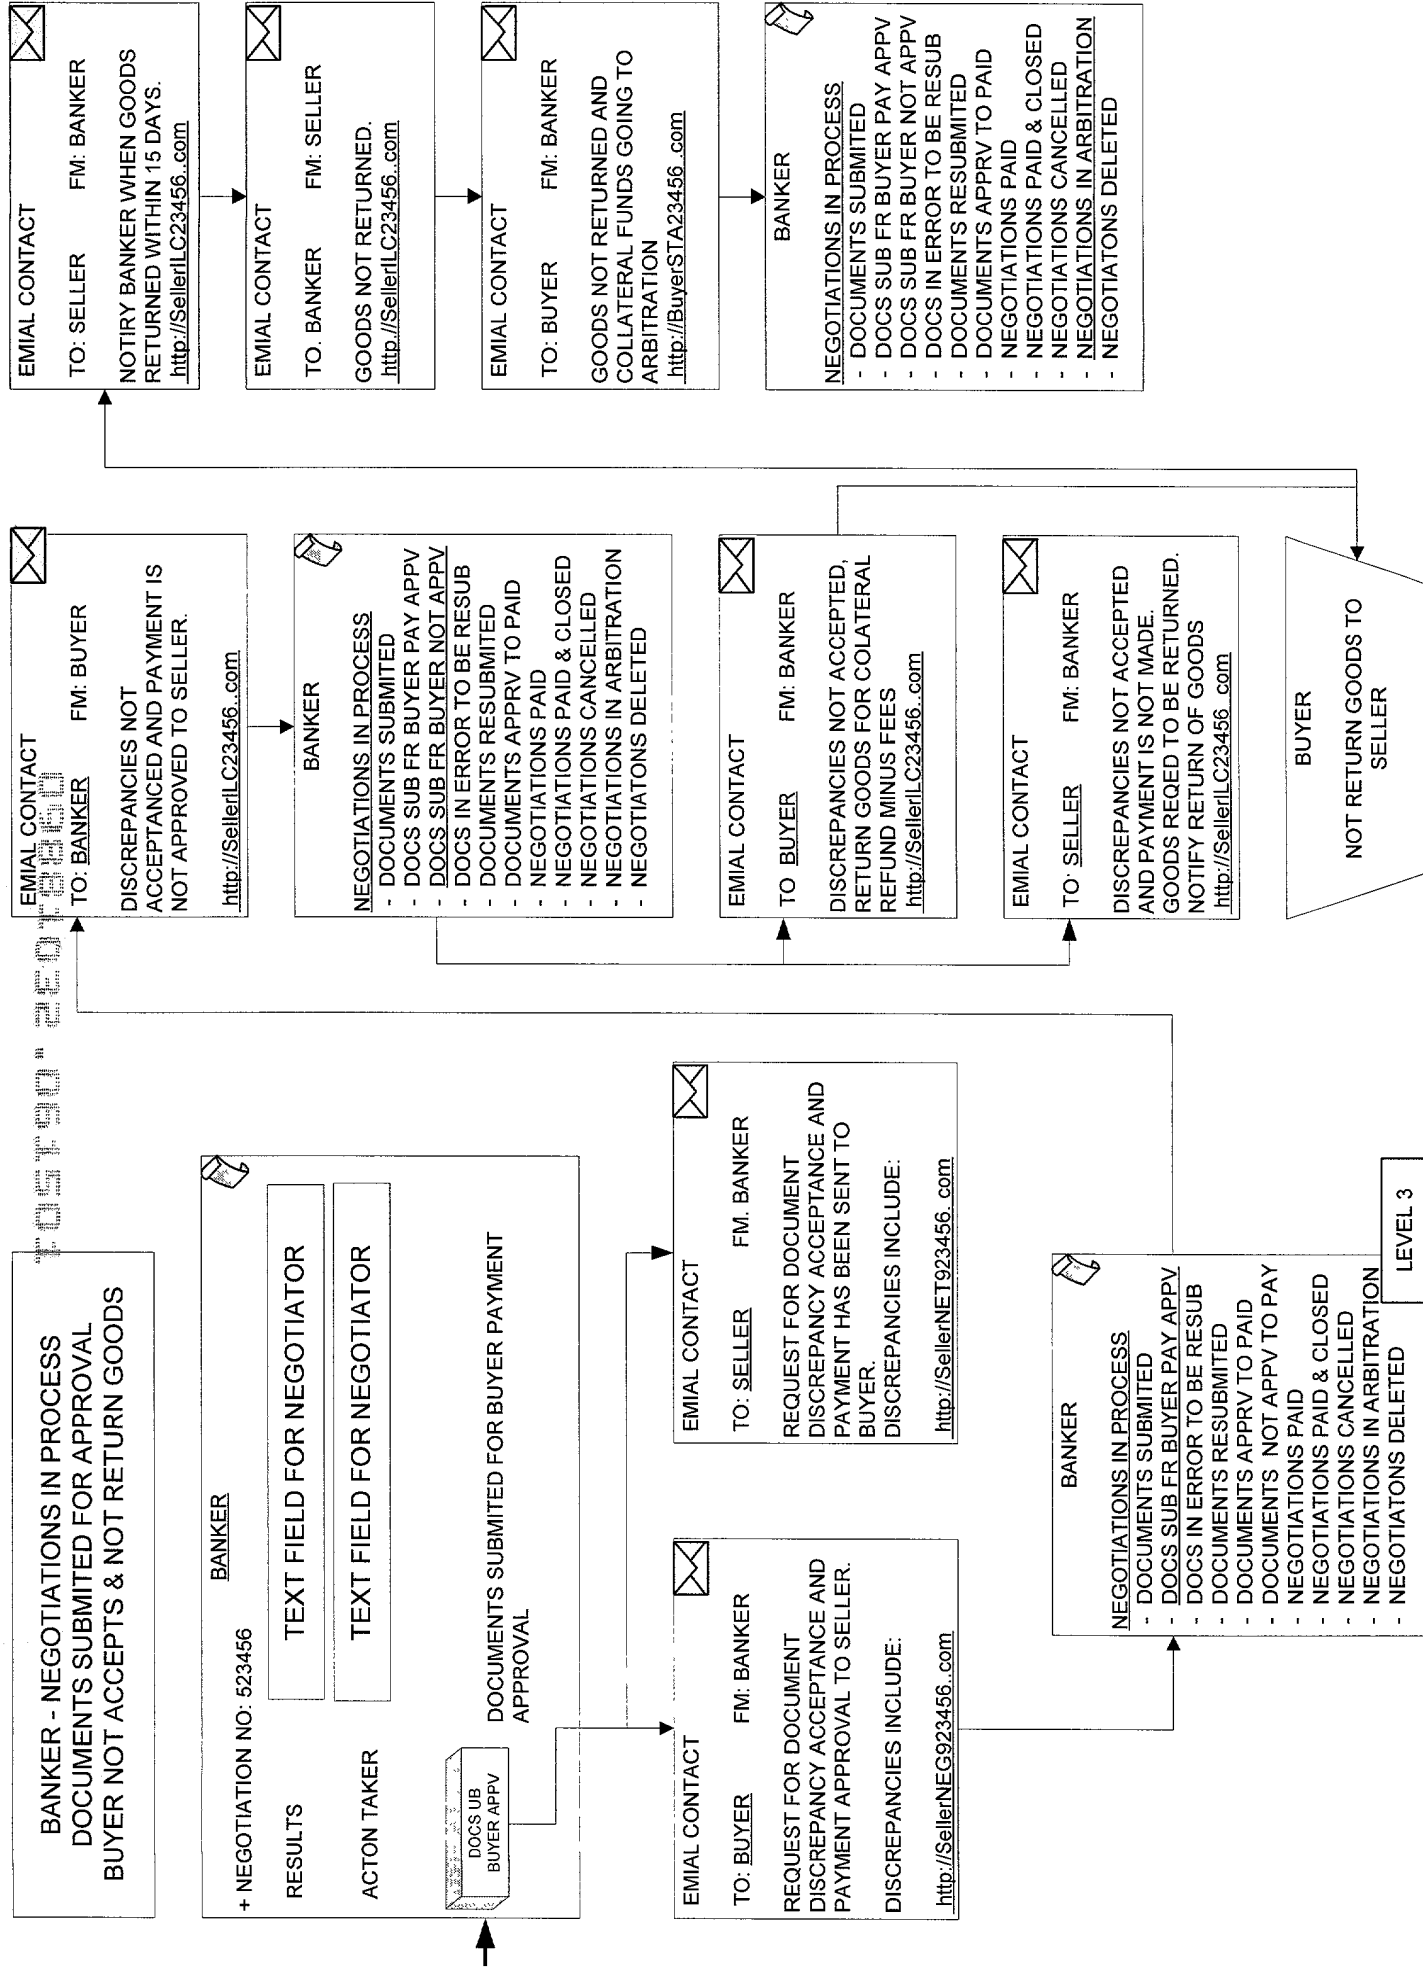 BANKER - NEGOTIATIONS IN PROCESS
DOCUMENTS SUBMITED FOR APPROVAL
BUYER NOT ACCEPTS & NOT RETURN GOODS
BANKER
+ NEGOTIATION NO: 523456
RESULTS
TEXT FIELD FOR NEGOTIATOR
ACTON TAKER
TEXT FIELD FOR NEGOTIATOR
DOCS UB
BUYER APPV
DOCUMENTS SUBMITED FOR BUYER PAYMENT
APPROVAL
EMIAL CONTACT
TO: BUYER FM: BANKER
REQUEST FOR DOCUMENT
DISCREPANCY ACCEPTANCE AND
PAYMENT APPROVAL TO SELLER.
DISCREPANCIES INCLUDE:
http://SellerNEG923456..com
EMIAL CONTACT
TO: SELLER FM. BANKER
REQUEST FOR DOCUMENT
DISCREPANCY ACCEPTANCE AND
PAYMENT HAS BEEN SENT TO
BUYER.
DISCREPANCIES INCLUDE:
http://SellerNET923456. com
BANKER
NEGOTIATIONS IN PROCESS
- DOCUMENTS SUBMITED
- DOCS SUB FR BUYER PAY APPV
- DOCS IN ERROR TO BE RESUB
- DOCUMENTS RESUBMITED
- DOCUMENTS APPRV TO PAID
- DOCUMENTS NOT APPV TO PAY
- NEGOTIATIONS PAID
- NEGOTIATIONS PAID & CLOSED
- NEGOTIATIONS CANCELLED
- NEGOTIATIONS IN ARBITRATION
- NEGOTIATONS DELETED
LEVEL 3
EMIAL CONTACT
TO: BANKER FM: BUYER
DISCREPANCIES NOT
ACCEPTANCED AND PAYMENT IS
NOT APPROVED TO SELLER.
http://SellerILC23456..com
BANKER
NEGOTIATIONS IN PROCESS
- DOCUMENTS SUBMITED
- DOCS SUB FR BUYER PAY APPV
- DOCS SUB FR BUYER NOT APPV
- DOCS IN ERROR TO BE RESUB
- DOCUMENTS RESUBMITED
- DOCUMENTS APPRV TO PAID
- NEGOTIATIONS PAID
- NEGOTIATIONS PAID & CLOSED
- NEGOTIATIONS CANCELLED
- NEGOTIATIONS IN ARBITRATION
- NEGOTIATONS DELETED
EMIAL CONTACT
TO BUYER FM: BANKER
DISCREPANCIES NOT ACCEPTED,
RETURN GOODS FOR COLATERAL
REFUND MINUS FEES
http://SellerILC23456..com
EMIAL CONTACT
TO: SELLER FM: BANKER
DISCREPANCIES NOT ACCEPTED
AND PAYMENT IS NOT MADE.
GOODS REQED TO BE RETURNED.
NOTIFY RETURN OF GOODS
http://SellerILC23456 com
BUYER
NOT RETURN GOODS TO
SELLER
EMIAL CONTACT
TO: SELLER FM: BANKER
NOTIRY BANKER WHEN GOODS
RETURNED WITHIN 15 DAYS.
http://SellerILC23456..com
EMIAL CONTACT
TO. BANKER FM: SELLER
GOODS NOT RETURNED.
http://SellerILC23456..com
EMIAL CONTACT
TO: BUYER FM: BANKER
GOODS NOT RETURNED AND
COLLATERAL FUNDS GOING TO
ARBITRATION
http://BuyerSTA23456 .com
BANKER
NEGOTIATIONS IN PROCESS
- DOCUMENTS SUBMITED
- DOCS SUB FR BUYER PAY APPV
- DOCS SUB FR BUYER NOT APPV
- DOCS IN ERROR TO BE RESUB
- DOCUMENTS RESUBMITED
- DOCUMENTS APPRV TO PAID
- NEGOTIATIONS PAID
- NEGOTIATIONS PAID & CLOSED
- NEGOTIATIONS CANCELLED
- NEGOTIATIONS IN ARBITRATION
- NEGOTIATONS DELETED